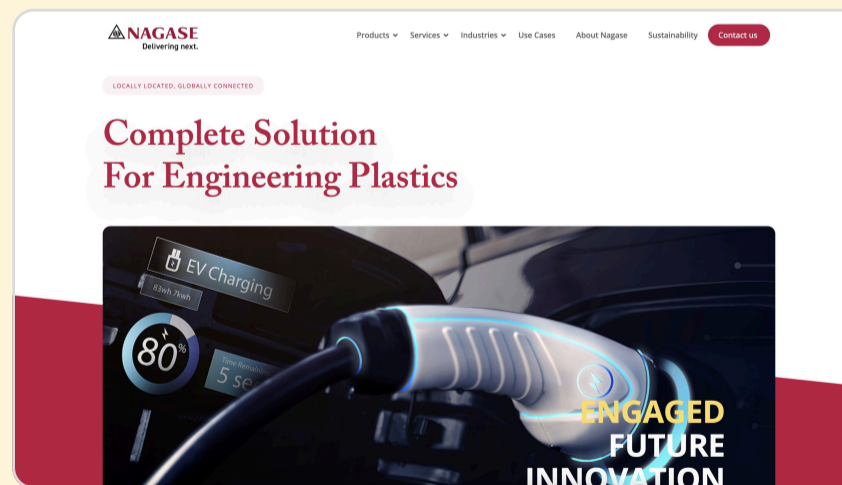 NAGASE
Delivering next.
Products Services Industries Use Cases About Nagase Sustainability Contact us
LOCALLY LOCATED, GLOBALLY CONNECTED
Complete Solution
For Engineering Plastics
EV Charging
83wh 7kwh
80%
Time Remaining
5 se
ENGAGED
FUTURE
INNOVATION